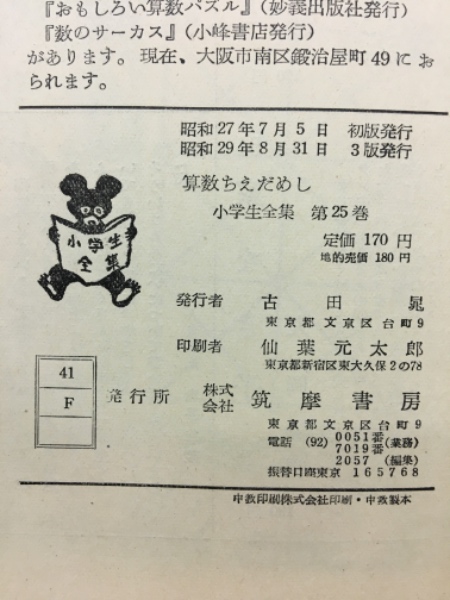 『おもしろい算数パズル』(妙義出版社発行)
『数のサーカス』(小峰書店発行)
があります。現在、大阪市南区鍛治屋町49にお
られます。
昭和27年7月5日 初版発行
昭和29年8月31日 3版発行
算数ちえだめし
小学生全集 第25巻
定価 170円
地方売価 180円
小学生
全集
発行者 古田晁
東京都文京区台町9
印刷者 仙葉元太郎
東京都新宿区東大久保2の78
41
F
発行所 株式会社 筑摩書房
東京都文京区台町9
電話 (92) 0051番 7019番 (業務)
2057 (編集)
振替口座東京 165768
中教印刷株式会社印刷・中教製本